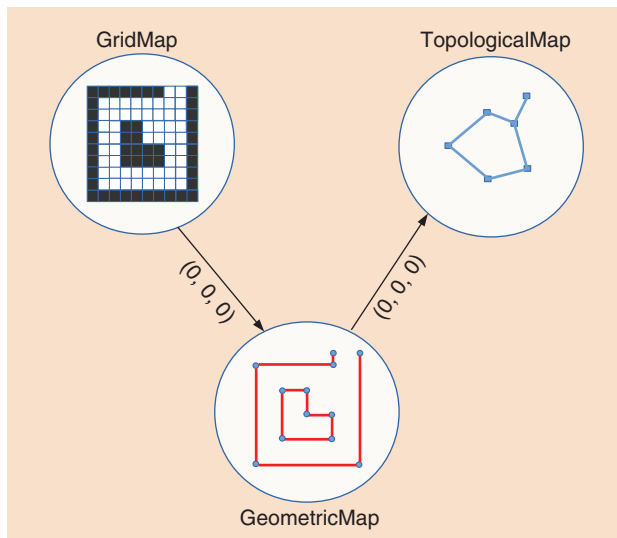 GridMap
TopologicalMap
(0, 0, 0)
(0, 0, 0)
GeometricMap